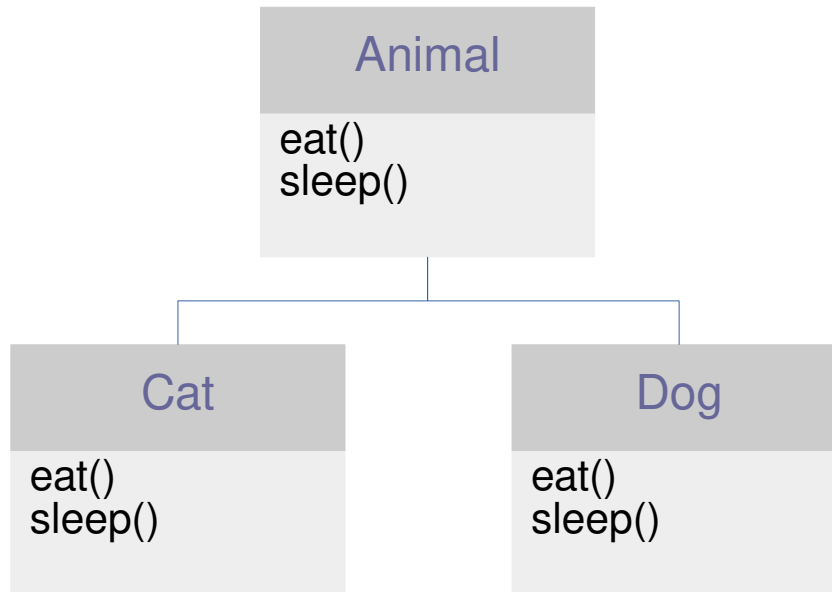 Animal
eat()
sleep()
Cat
eat()
sleep()
Dog
eat()
sleep()